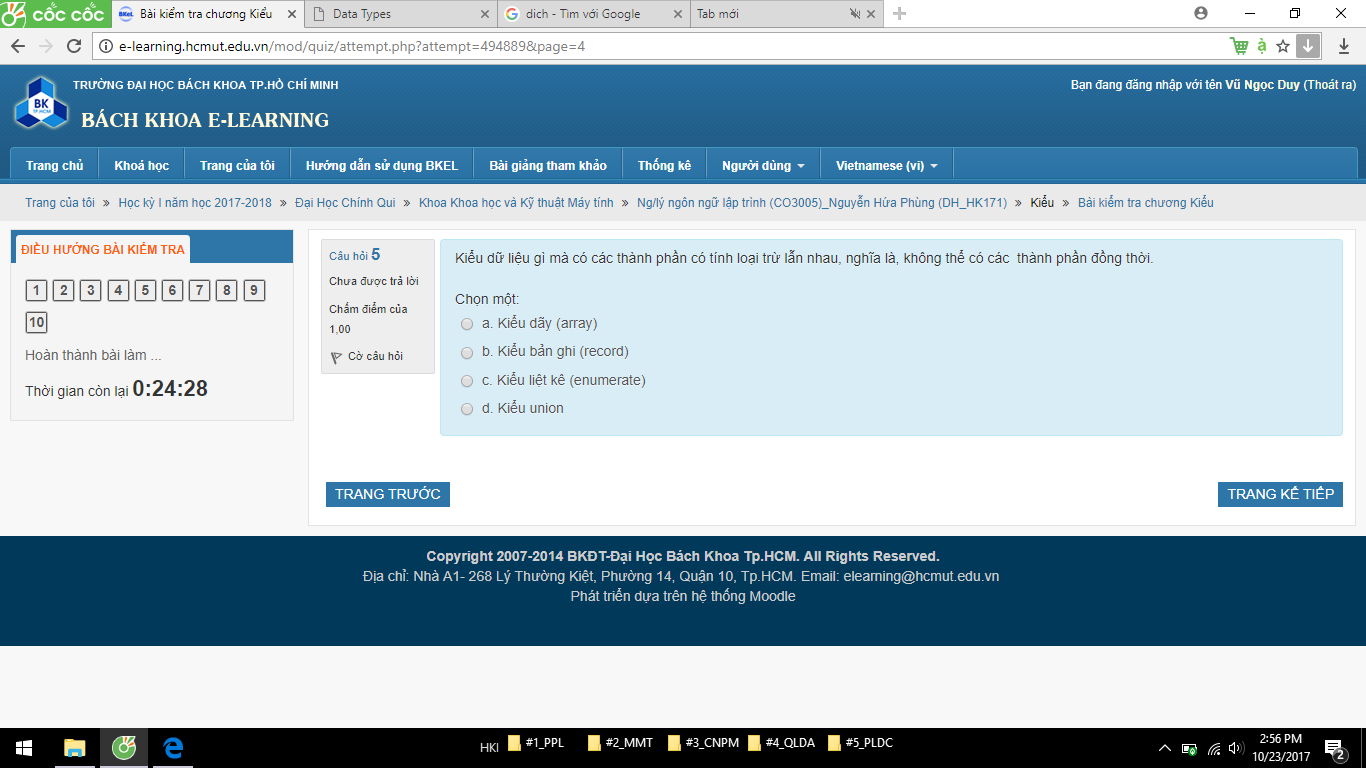 cốc cốc
Bài kiểm tra chương Kiểu
Data Types
dich - Tìm với Google
Tab mới
e-learning.hcmut.edu.vn/mod/quiz/attempt.php?attempt=494889&page=4
TRƯỜNG ĐẠI HỌC BÁCH KHOA TP.HỒ CHÍ MINH
Bạn đang đăng nhập với tên Vũ Ngọc Duy (Thoát ra)
BK
TP.HCM
BÁCH KHOA E-LEARNING
Trang chủ
Khoá học
Trang của tôi
Hướng dẫn sử dụng BKEL
Bài giảng tham khảo
Thống kê
Người dùng
Vietnamese (vi)
Trang của tôi » Học kỳ I năm học 2017-2018 » Đại Học Chính Qui » Khoa Khoa học và Kỹ thuật Máy tính » Ng/lý ngôn ngữ lập trình (CO3005)_Nguyễn Hứa Phùng (DH_HK171) » Kiểu » Bài kiểm tra chương Kiểu
ĐIỀU HƯỚNG BÀI KIỂM TRA
1 2 3 4 5 6 7 8 9
10
Hoàn thành bài làm ...
Thời gian còn lại 0:24:28
Câu hỏi 5
Chưa được trả lời
Chấm điểm của
1,00
Cờ câu hỏi
Kiểu dữ liệu gì mà có các thành phần có tính loại trừ lẫn nhau, nghĩa là, không thể có các thành phần đồng thời.
Chọn một:
a. Kiểu dãy (array)
b. Kiểu bản ghi (record)
c. Kiểu liệt kê (enumerate)
d. Kiểu union
TRANG TRƯỚC
TRANG KẾ TIẾP
Copyright 2007-2014 BKĐT-Đại Học Bách Khoa Tp.HCM. All Rights Reserved.
Địa chỉ: Nhà A1- 268 Lý Thường Kiệt, Phường 14, Quận 10, Tp.HCM. Email: elearning@hcmut.edu.vn
Phát triển dựa trên hệ thống Moodle
HKI
#1_PPL
#2_MMT
#3_CNPM
#4_QLDA
#5_PLDC
2:56 PM
10/23/2017
2